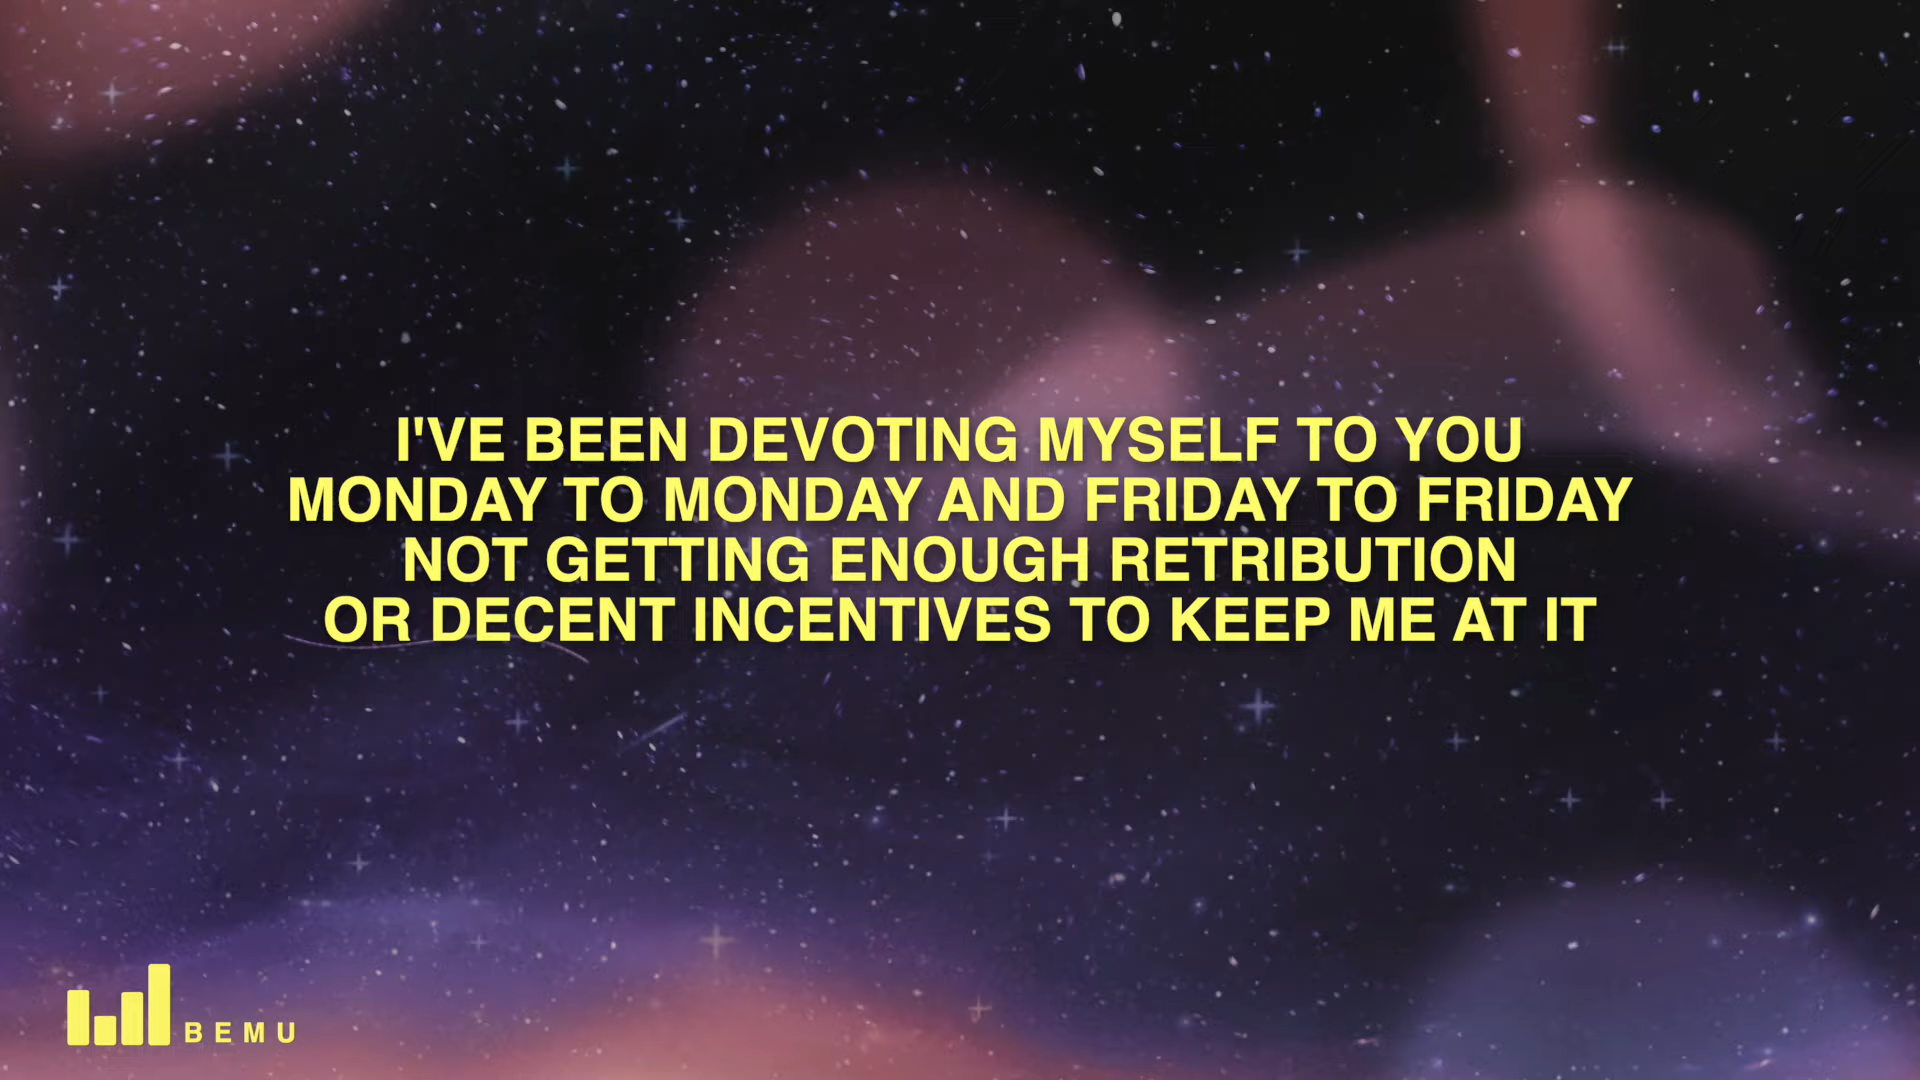 I'VE BEEN DEVOTING MYSELF TO YOU
MONDAY TO MONDAY AND FRIDAY TO FRIDAY
NOT GETTING ENOUGH RETRIBUTION
OR DECENT INCENTIVES TO KEEP ME AT IT
BEMU